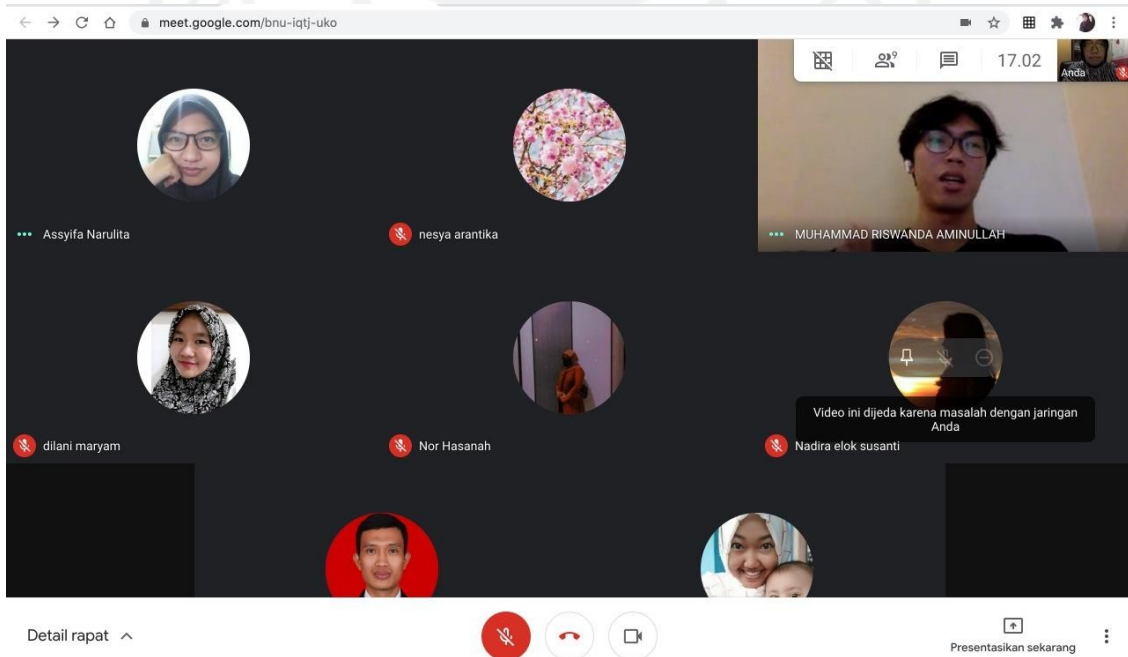 meet.google.com/bnu-iqtj-uko
9
17.02
Anda
Assyifa Narulita
nesya arantika
MUHAMMAD RISWANDA AMINULLAH
Video ini dijeda karena masalah dengan jaringan
Anda
dilani maryam
Nor Hasanah
Nadira elok susanti
Detail rapat
Presentasikan sekarang